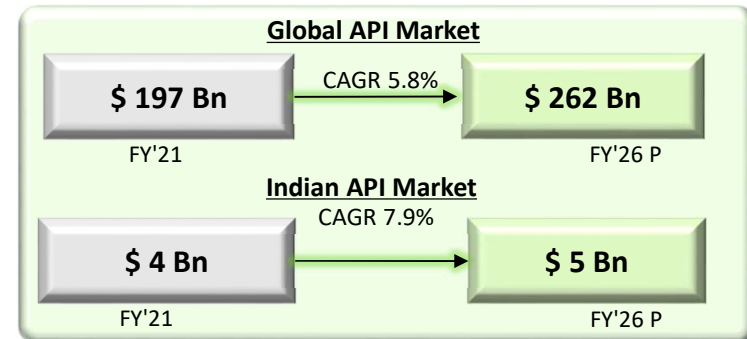 Global API Market
$ 197 Bn
CAGR 5.8%
$ 262 Bn
FY'21
FY'26 P
Indian API Market
CAGR 7.9%
$ 4 Bn
$ 5 Bn
FY'21
FY'26 P